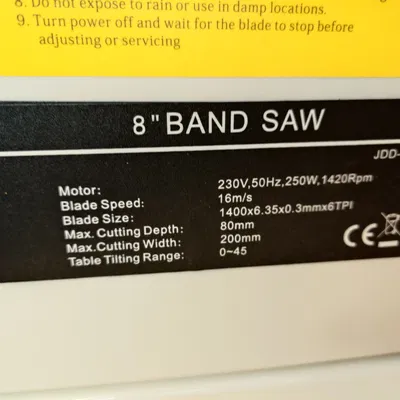 8. Do not expose to rain or use in damp locations.
9. Turn power off and wait for the blade to stop before
adjusting or servicing
8" BAND SAW
JDD-
Motor: 230V,50Hz,250W,1420Rpm
Blade Speed: 16m/s
Blade Size: 1400x6.35x0.3mmx6TPI
Max. Cutting Depth: 80mm
Max. Cutting Width: 200mm
Table Tilting Range: 0~45
CE